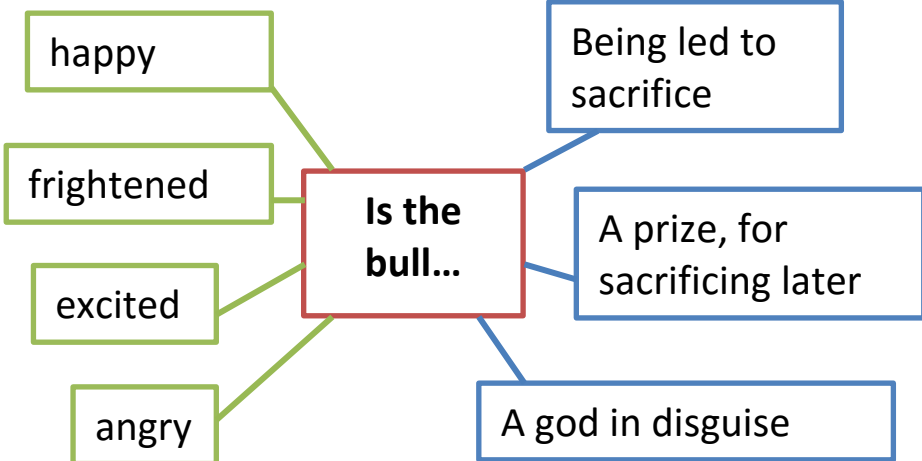 happy
frightened
excited
angry
Is the
bull...
Being led to
sacrifice
A prize, for
sacrificing later
A god in disguise